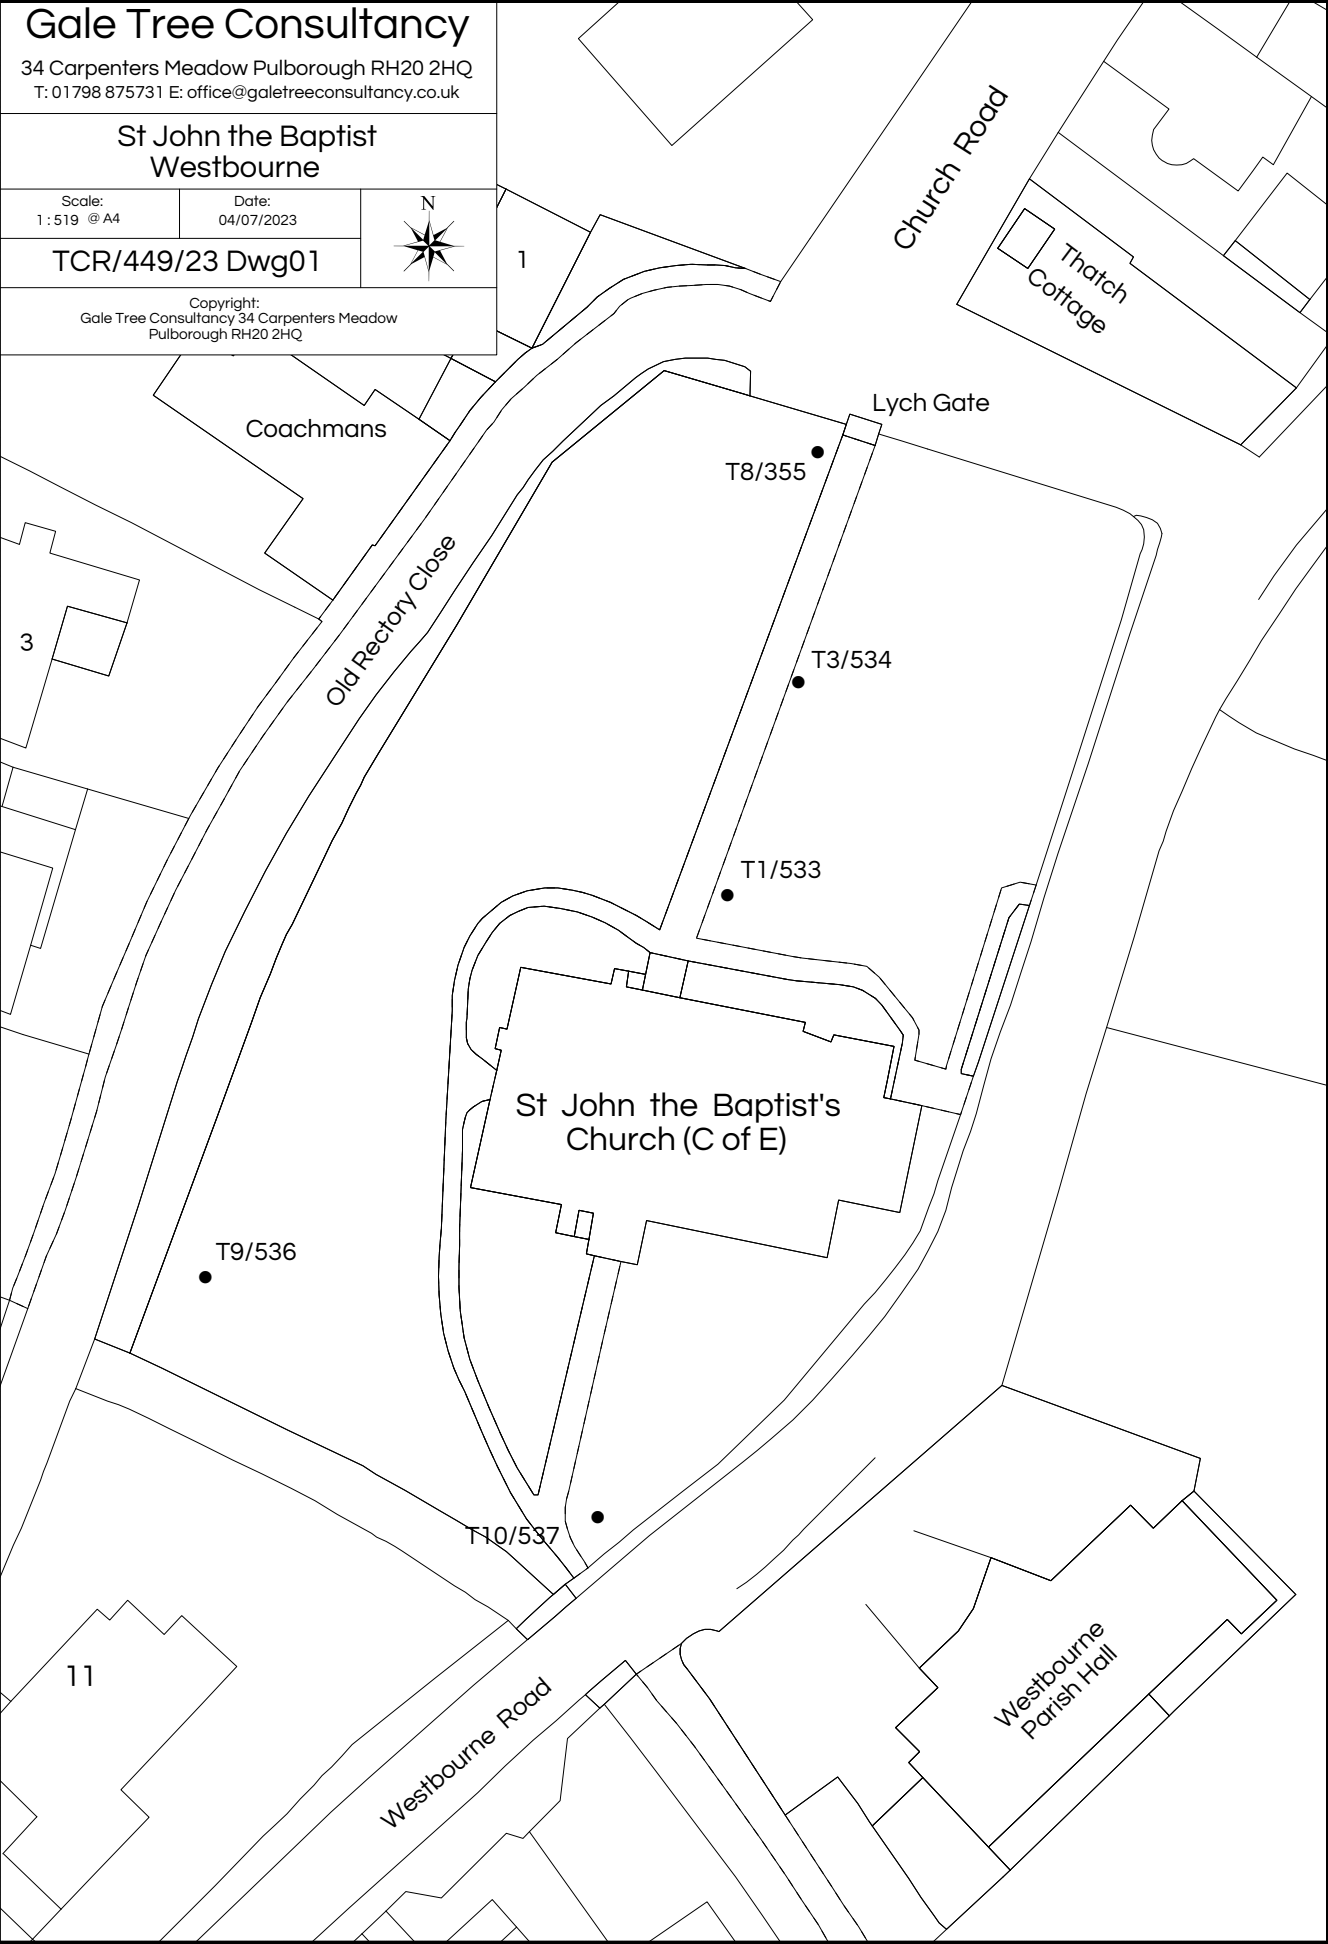 Gale Tree Consultancy
34 Carpenters Meadow Pulborough RH20 2HQ
T: 01798 875731 E: office@galetreeconsultancy.co.uk
St John the Baptist
Westbourne
Scale:
1 : 519 @ A4
Date:
04/07/2023
N
TCR/449/23 Dwg01
Copyright:
Gale Tree Consultancy 34 Carpenters Meadow
Pulborough RH20 2HQ
1
Church Road
Thatch
Cottage
Coachmans
Lych Gate
T8/355
Old Rectory Close
3
T3/534
T1/533
St John the Baptist's
Church (C of E)
T9/536
T10/537
11
Westbourne Road
Westbourne
Parish Hall